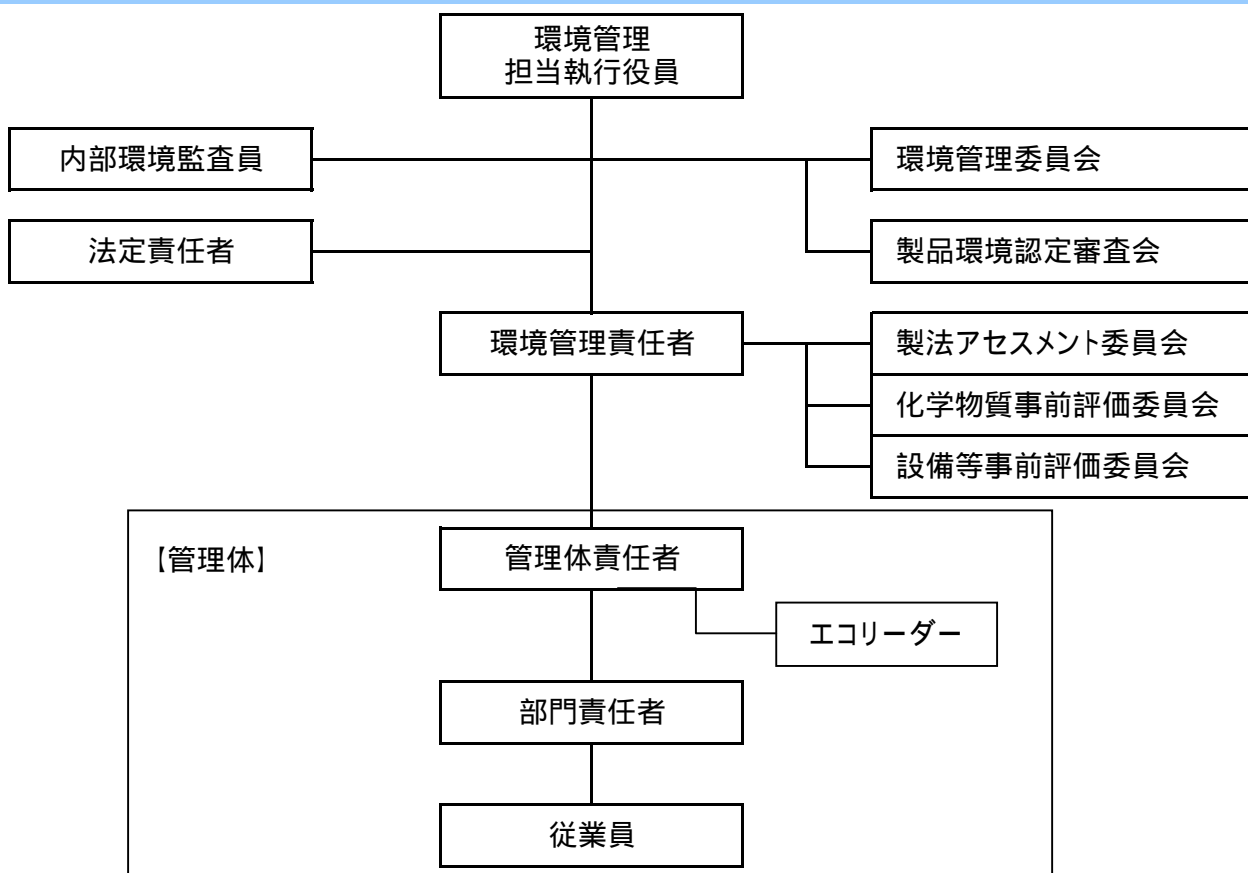 環境管理
担当執行役員
内部環境監査員
環境管理委員会
法定責任者
製品環境認定審査会
環境管理責任者
製法アセスメント委員会
化学物質事前評価委員会
設備等事前評価委員会
【管理体】
管理体責任者
エコリーダー
部門責任者
従業員